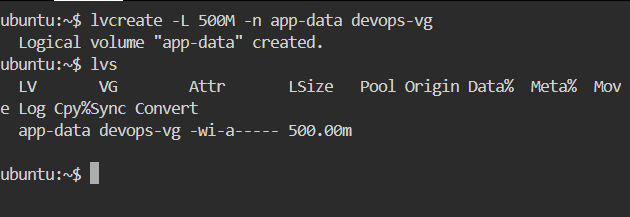 ubuntu:~$ lvcreate -L 500M -n app-data devops-vg
  Logical volume "app-data" created.
ubuntu:~$ lvs
  LV       VG        Attr       LSize   Pool Origin Data%  Meta%  Mov
e Log Cpy%Sync Convert
  app-data devops-vg -wi-a----- 500.00m
ubuntu:~$